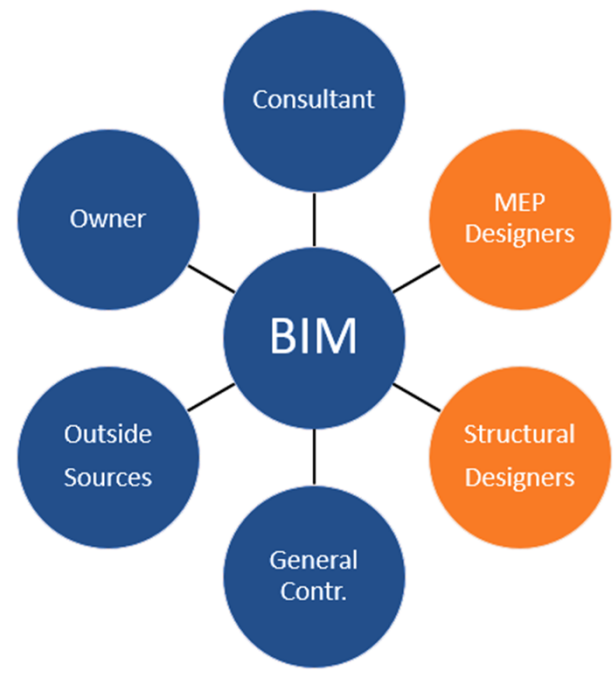 Consultant
MEP
Designers
Owner
BIM
Outside
Sources
Structural
Designers
General
Contr.